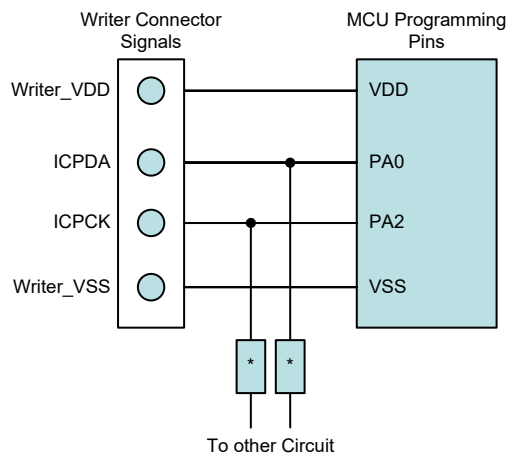 Writer Connector
Signals
MCU Programming
Pins
Writer_VDD
VDD
ICPDA
PA0
ICPCK
PA2
Writer_VSS
VSS
* *
To other Circuit